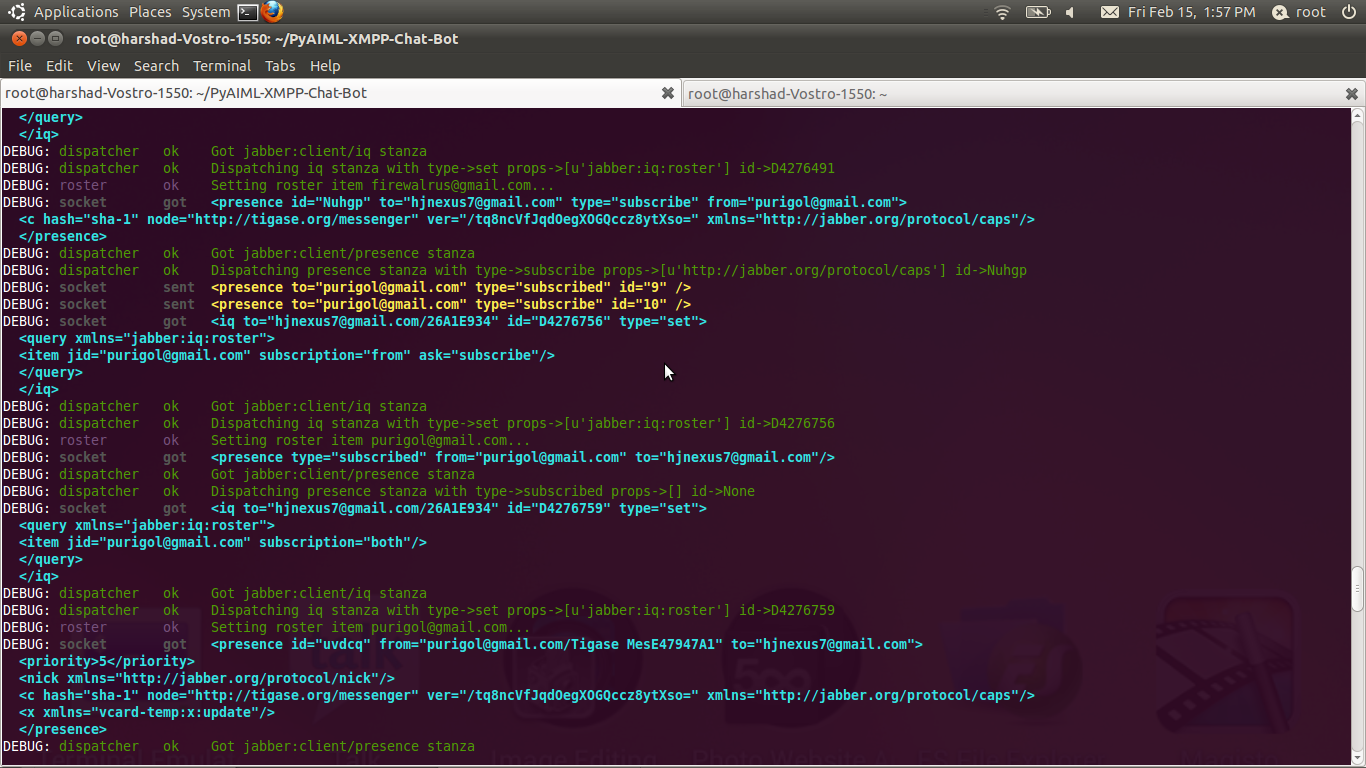 Applications Places System Fri Feb 15, 1:57 PM root
root@harshad-Vostro-1550: ~/PyAIML-XMPP-Chat-Bot
File Edit View Search Terminal Tabs Help
root@harshad-Vostro-1550: ~/PyAIML-XMPP-Chat-Bot root@harshad-Vostro-1550: ~
</query>
</iq>
DEBUG: dispatcher ok Got jabber:client/iq stanza
DEBUG: dispatcher ok Dispatching iq stanza with type->set props->[u'jabber:iq:roster'] id->D4276491
DEBUG: roster ok Setting roster item firewalrus@gmail.com...
DEBUG: socket got <presence id="Nuhgp" to="hjnexus7@gmail.com" type="subscribe" from="purigol@gmail.com">
<c hash="sha-1" node="http://tigase.org/messenger" ver="/tq8ncVfJqdOegXOGQccz8ytXso=" xmlns="http://jabber.org/protocol/caps"/>
</presence>
DEBUG: dispatcher ok Got jabber:client/presence stanza
DEBUG: dispatcher ok Dispatching presence stanza with type->subscribe props->[u'http://jabber.org/protocol/caps'] id->Nuhgp
DEBUG: socket sent <presence to="purigol@gmail.com" type="subscribed" id="9" />
DEBUG: socket sent <presence to="purigol@gmail.com" type="subscribe" id="10" />
DEBUG: socket got <iq to="hjnexus7@gmail.com/26A1E934" id="D4276756" type="set">
<query xmlns="jabber:iq:roster">
<item jid="purigol@gmail.com" subscription="from" ask="subscribe"/>
</query>
</iq>
DEBUG: dispatcher ok Got jabber:client/iq stanza
DEBUG: dispatcher ok Dispatching iq stanza with type->set props->[u'jabber:iq:roster'] id->D4276756
DEBUG: roster ok Setting roster item purigol@gmail.com...
DEBUG: socket got <presence type="subscribed" from="purigol@gmail.com" to="hjnexus7@gmail.com"/>
DEBUG: dispatcher ok Got jabber:client/presence stanza
DEBUG: dispatcher ok Dispatching presence stanza with type->subscribed props->[] id->None
DEBUG: socket got <iq to="hjnexus7@gmail.com/26A1E934" id="D4276759" type="set">
<query xmlns="jabber:iq:roster">
<item jid="purigol@gmail.com" subscription="both"/>
</query>
</iq>
DEBUG: dispatcher ok Got jabber:client/iq stanza
DEBUG: dispatcher ok Dispatching iq stanza with type->set props->[u'jabber:iq:roster'] id->D4276759
DEBUG: roster ok Setting roster item purigol@gmail.com...
DEBUG: socket got <presence id="uvdcq" from="purigol@gmail.com/Tigase MesE47947A1" to="hjnexus7@gmail.com">
<priority>5</priority>
<nick xmlns="http://jabber.org/protocol/nick"/>
<c hash="sha-1" node="http://tigase.org/messenger" ver="/tq8ncVfJqdOegXOGQccz8ytXso=" xmlns="http://jabber.org/protocol/caps"/>
<x xmlns="vcard-temp:x:update"/>
</presence>
DEBUG: dispatcher ok Got jabber:client/presence stanza